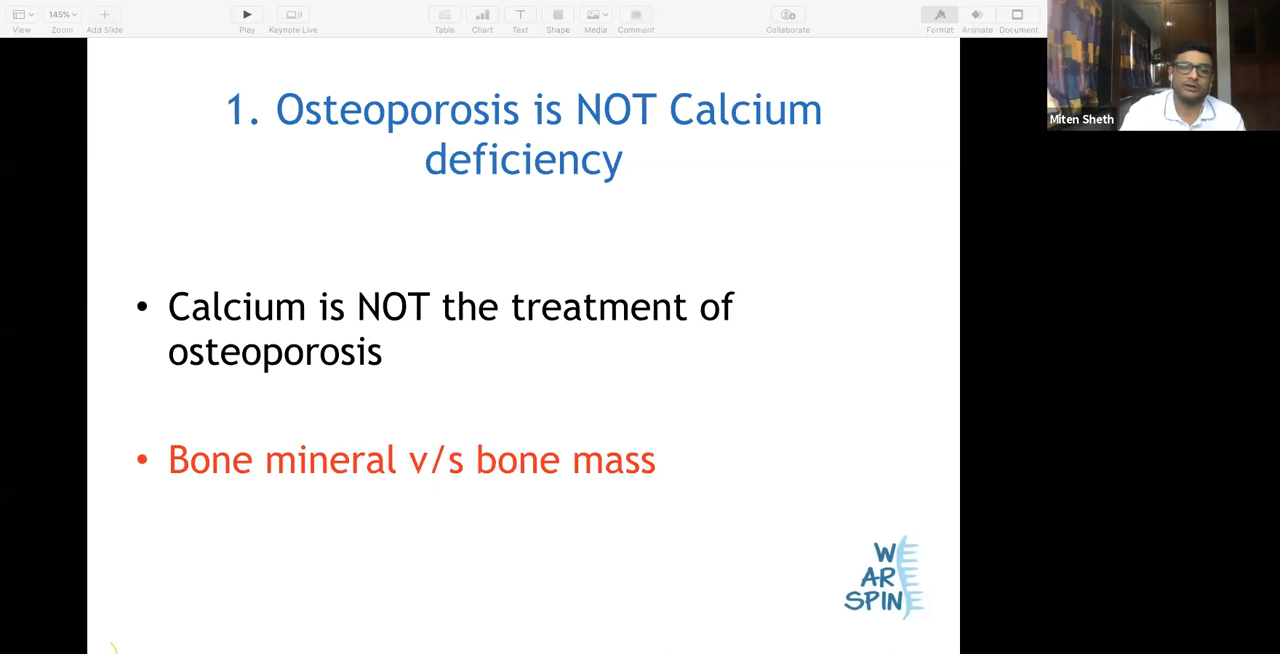 145%
View
Zoom
Add Slide
Play
Keynote Live
Table
Chart
Text
Shape
Media
Comment
Collaborate
Format
Animate
Document
Miten Sheth
1. Osteoporosis is NOT Calcium
deficiency
• Calcium is NOT the treatment of
osteoporosis
• Bone mineral v/s bone mass
WE
ARE
SPINE